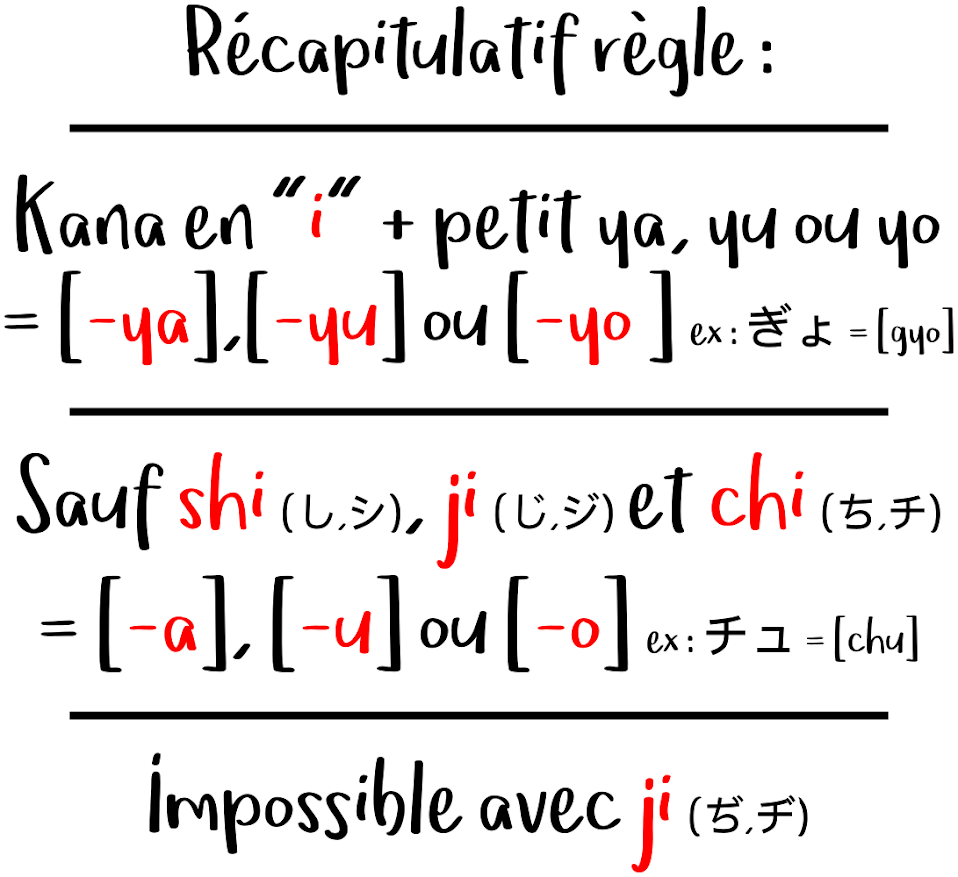 Récapitulatif règle :
Kana en "i" + petit ya, yu ou yo
= [-ya],[-yu] ou [-yo ] ex : ぎょ = [gyo]
Sauf shi (し,シ), ji (じ,ジ) et chi (ち,チ)
= [-a], [-u] ou [-o] ex : チュ = [chu]
Impossible avec ji (ぢ,ヂ)